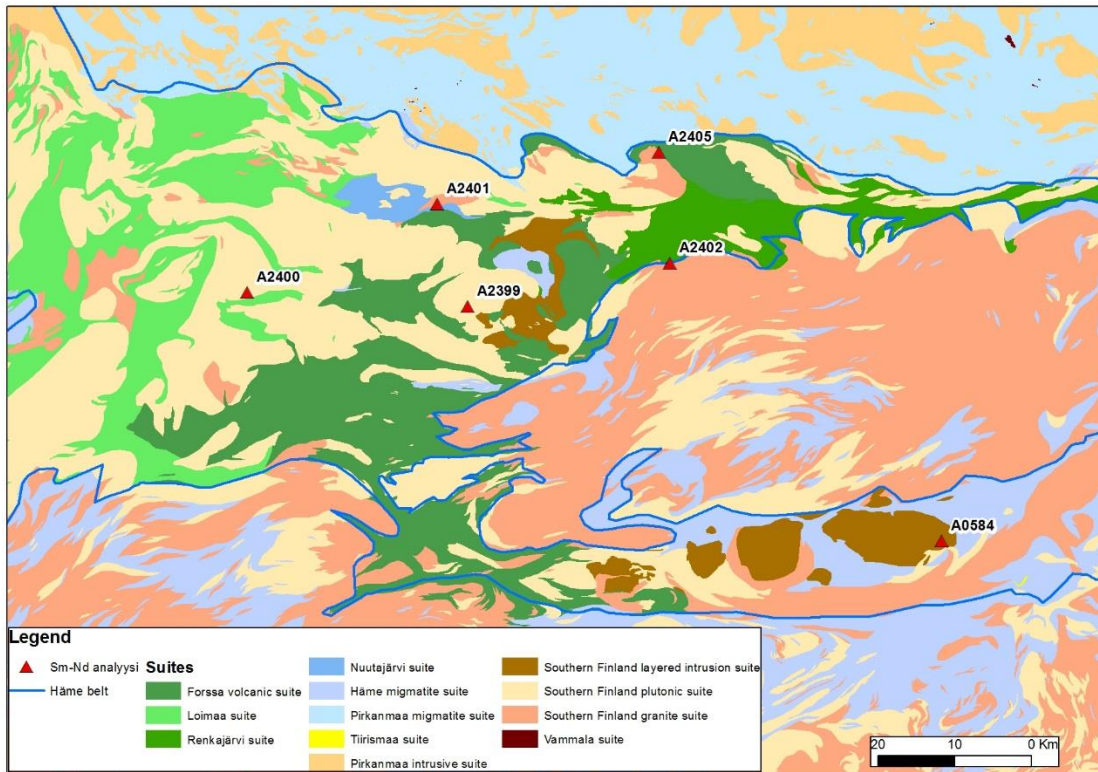 A2405
A2401
A2402
A2400
A2399
A0584
Legend
Sm-Nd analyysi
Häme belt
Suites
Forssa volcanic suite
Loimaa suite
Renkajärvi suite
Nuutajärvi suite
Häme migmatite suite
Pirkanmaa migmatite suite
Tiirismaa suite
Pirkanmaa intrusive suite
Southern Finland layered intrusion suite
Southern Finland plutonic suite
Southern Finland granite suite
Vammala suite
20 10 0 Km